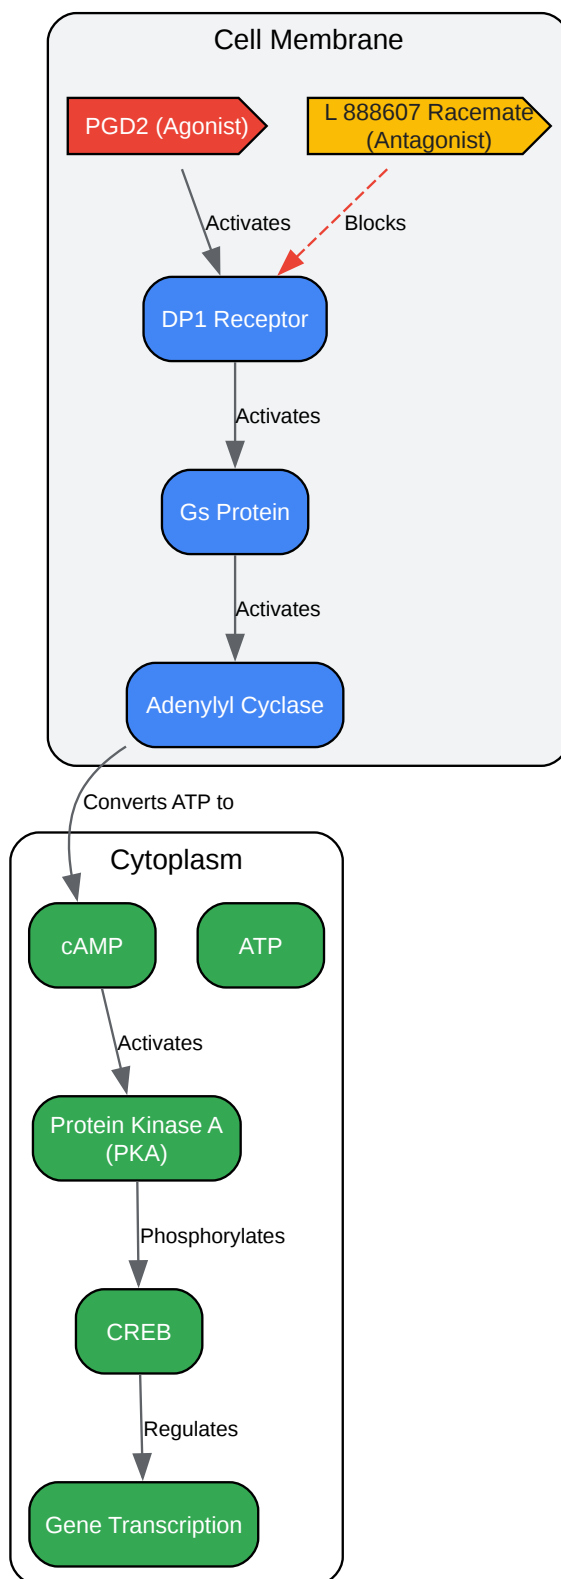 Cell Membrane
PGD2 (Agonist)
L 888607 Racemate
(Antagonist)
Activates
Blocks
DP1 Receptor
Activates
Gs Protein
Activates
Adenylyl Cyclase
Converts ATP to
Cytoplasm
cAMP
ATP
Activates
Protein Kinase A
(PKA)
Phosphorylates
CREB
Regulates
Gene Transcription